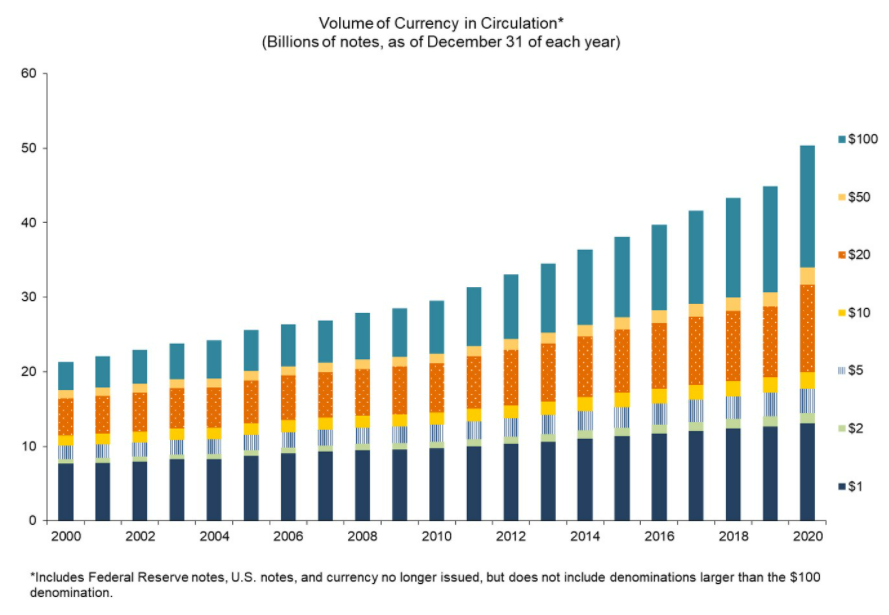 Volume of Currency in Circulation*
(Billions of notes, as of December 31 of each year)
60
50
40
30
20
10
0
2000 2002 2004 2006 2008 2010 2012 2014 2016 2018 2020
$100
$50
$20
$10
$5
$2
$1
*Includes Federal Reserve notes, U.S. notes, and currency no longer issued, but does not include denominations larger than the $100
denomination.